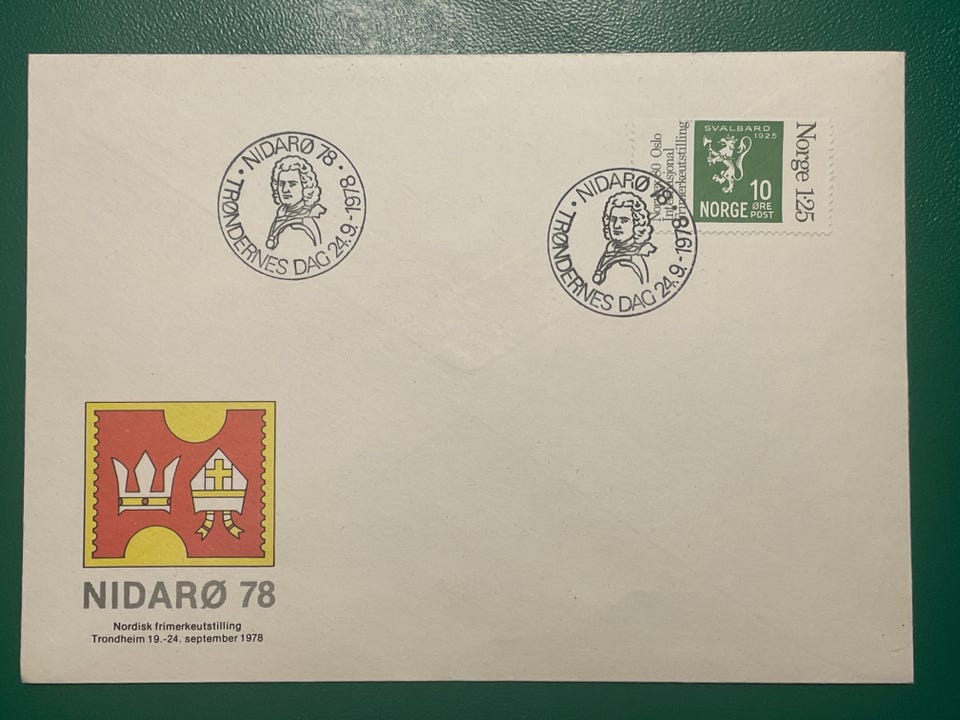 • NIDARØ 78 •
TRØNDERNES DAG 24.9.-1978
• NIDARØ 78 •
TRØNDERNES DAG 24.9.-1978
80 Oslo
Internasjonal
frimerkeutstilling
SVALBARD
1925
10
NORGE ØRE
POST
Norge 1.25
NIDARØ 78
Nordisk frimerkeutstilling
Trondheim 19.-24. september 1978